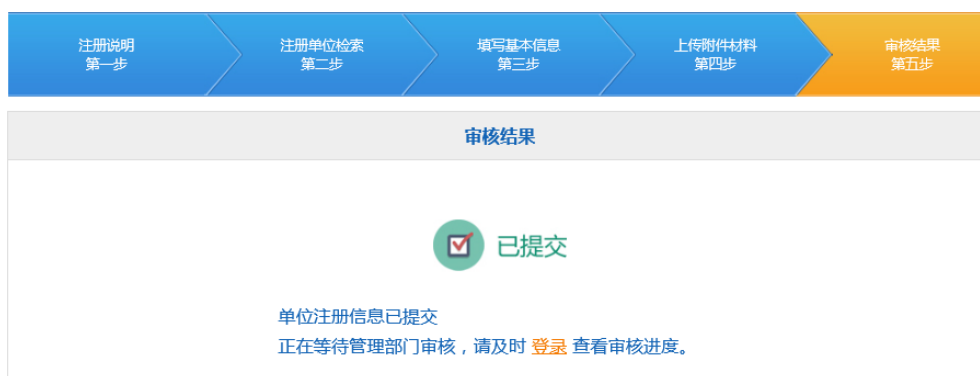 注册说明
第一步
注册单位检索
第二步
填写基本信息
第三步
上传附件材料
第四步
审核结果
第五步
审核结果
已提交
单位注册信息已提交
正在等待管理部门审核，请及时 登录 查看审核进度。